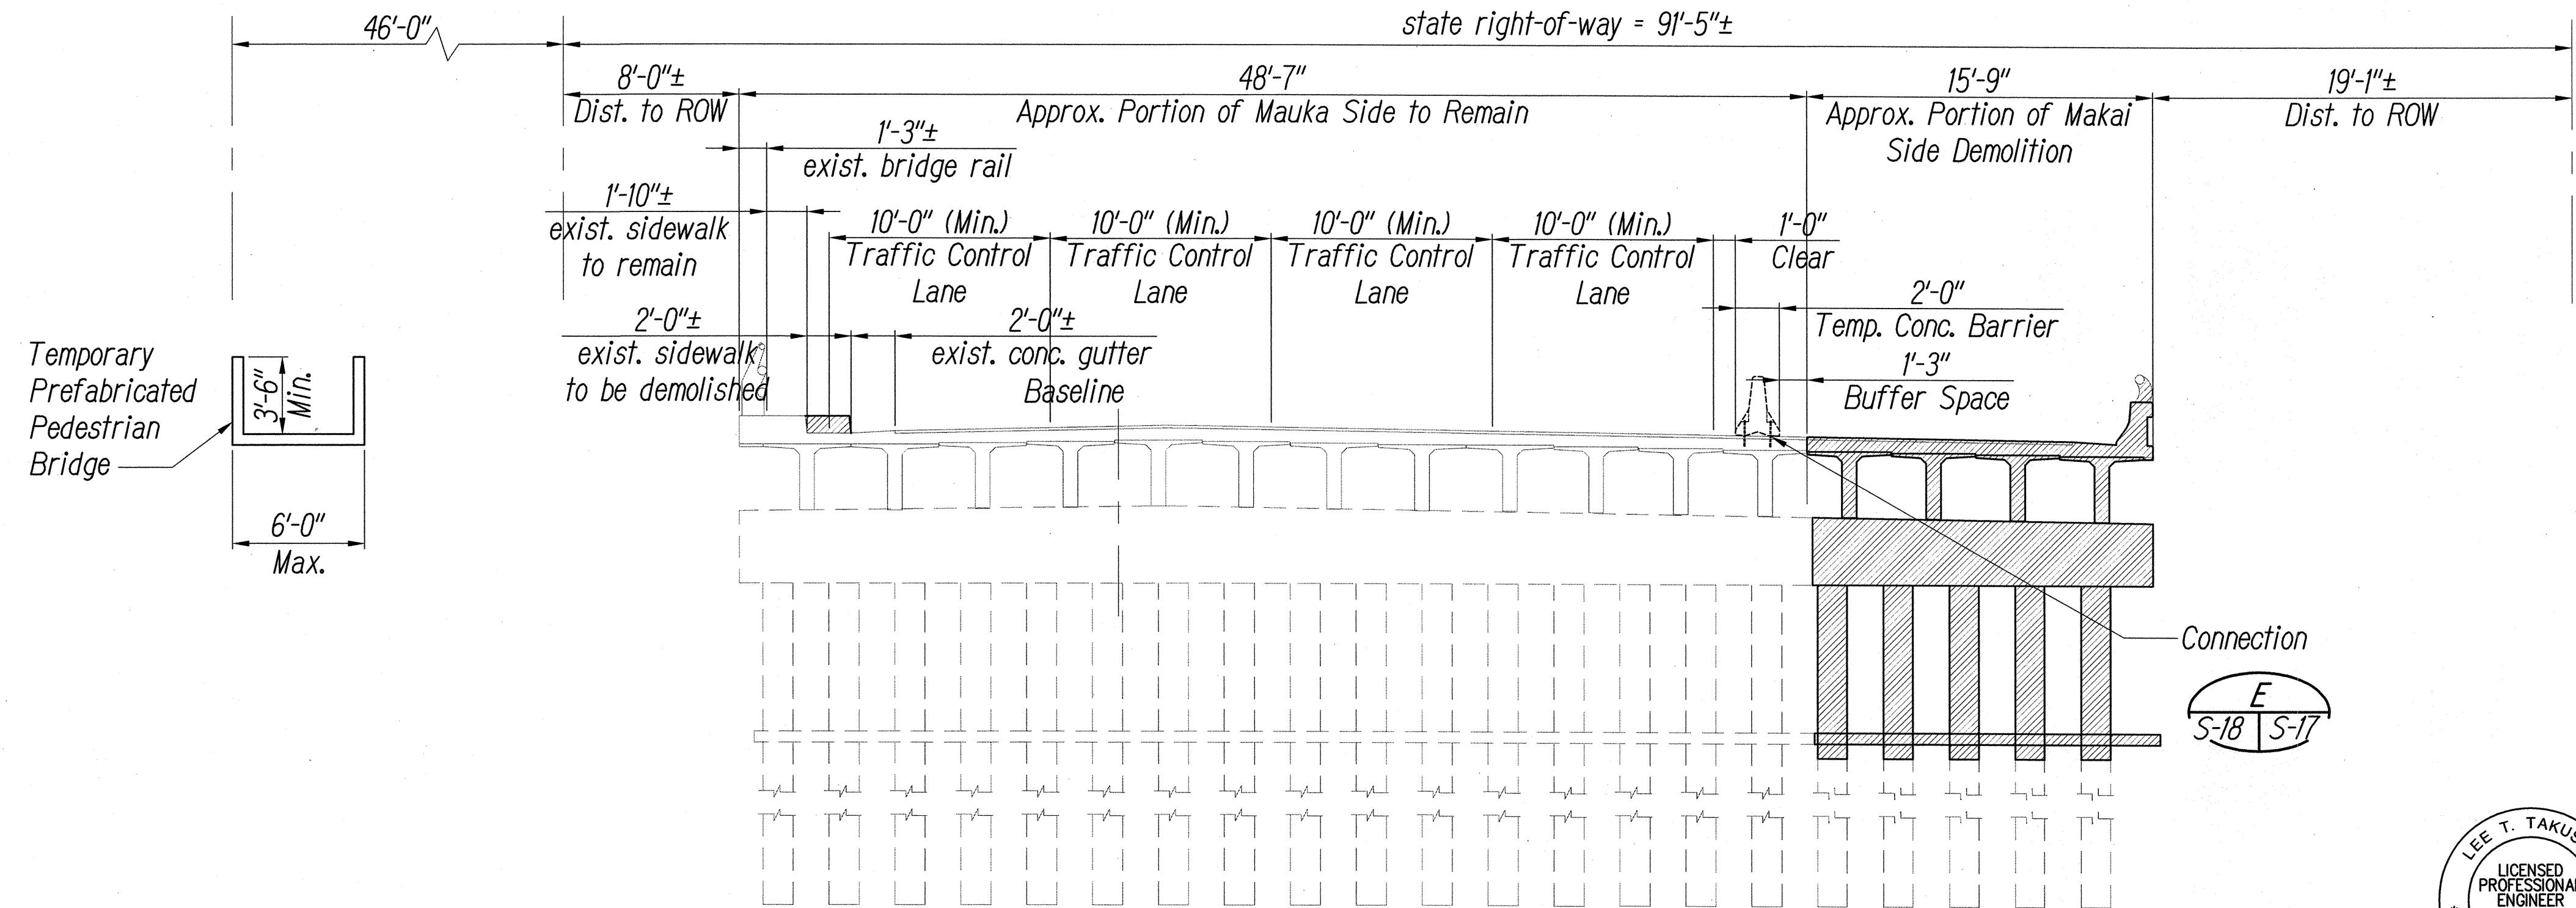 46'-0"
state right-of-way = 91'-5"±
8'-0"±
Dist. to ROW
48'-7"
Approx. Portion of Mauka Side to Remain
15'-9"
Approx. Portion of Makai
Side Demolition
19'-1"±
Dist. to ROW
1'-3"±
exist. bridge rail
1'-10"±
exist. sidewalk
to remain
10'-0" (Min.)
Traffic Control
Lane
10'-0" (Min.)
Traffic Control
Lane
10'-0" (Min.)
Traffic Control
Lane
10'-0" (Min.)
Traffic Control
Lane
1'-0"
Clear
2'-0"
Temp. Conc. Barrier
1'-3"
Buffer Space
2'-0"±
exist. sidewalk
to be demolished
2'-0"±
exist. conc. gutter
Baseline
Temporary
Prefabricated
Pedestrian
Bridge
3'-6"
Min.
6'-0"
Max.
Connection
E
S-18 S-17
LEE T.
LICENSED
PROFESSIONAL
ENGINEER